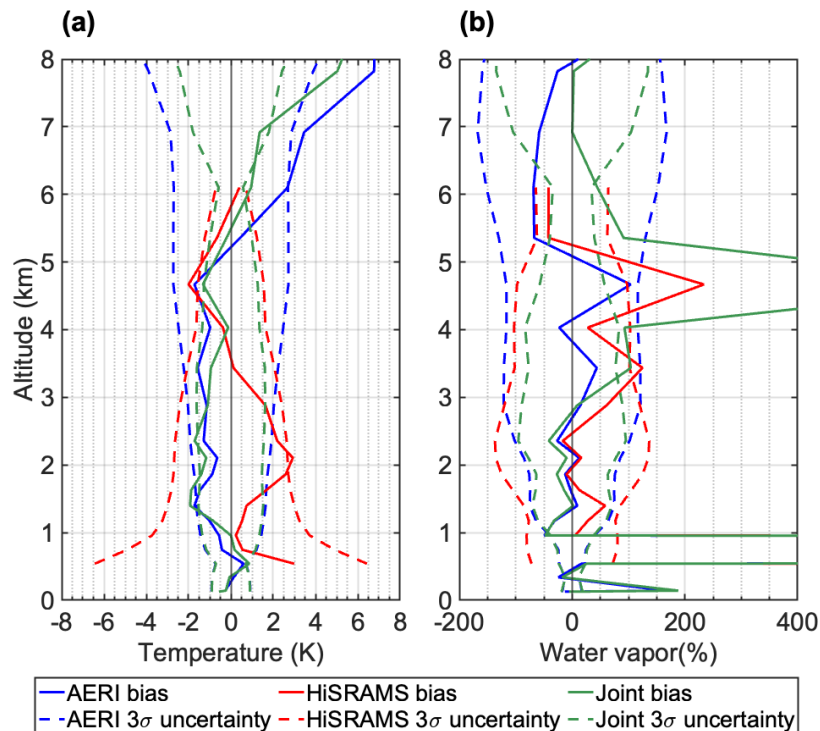 (a)
(b)
8
7
6
5
4
3
2
1
0
Altitude (km)
-8 -6 -4 -2 0 2 4 6 8
Temperature (K)
8
7
6
5
4
3
2
1
0
-200 0 200 400
Water vapor(%)
AERI bias HiSRAMS bias Joint bias
AERI 3σ uncertainty HiSRAMS 3σ uncertainty Joint 3σ uncertainty